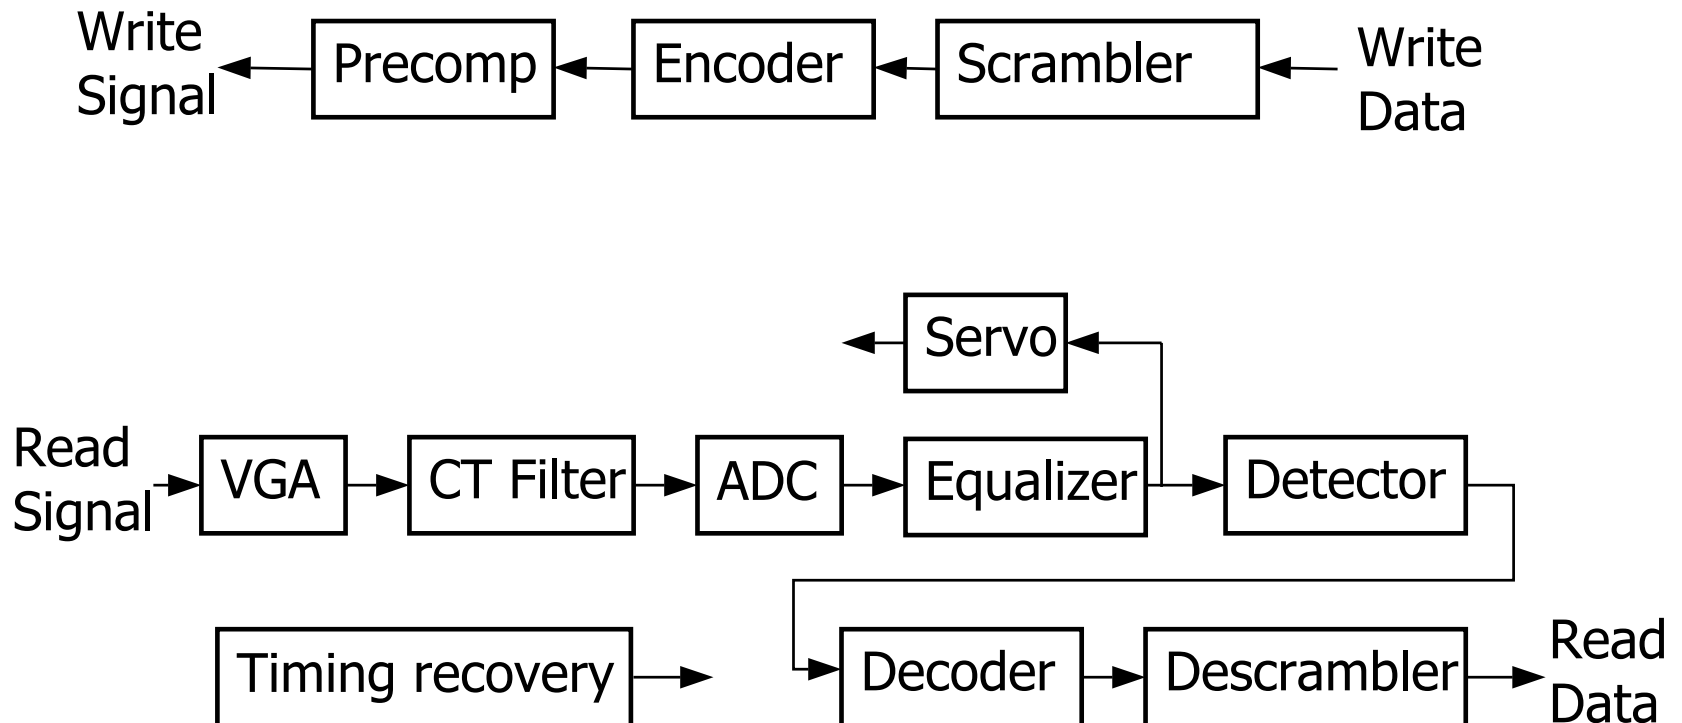 Write
Signal
Precomp
Encoder
Scrambler
Write
Data
Servo
Read
Signal
VGA
CT Filter
ADC
Equalizer
Detector
Timing recovery
Decoder
Descrambler
Read
Data